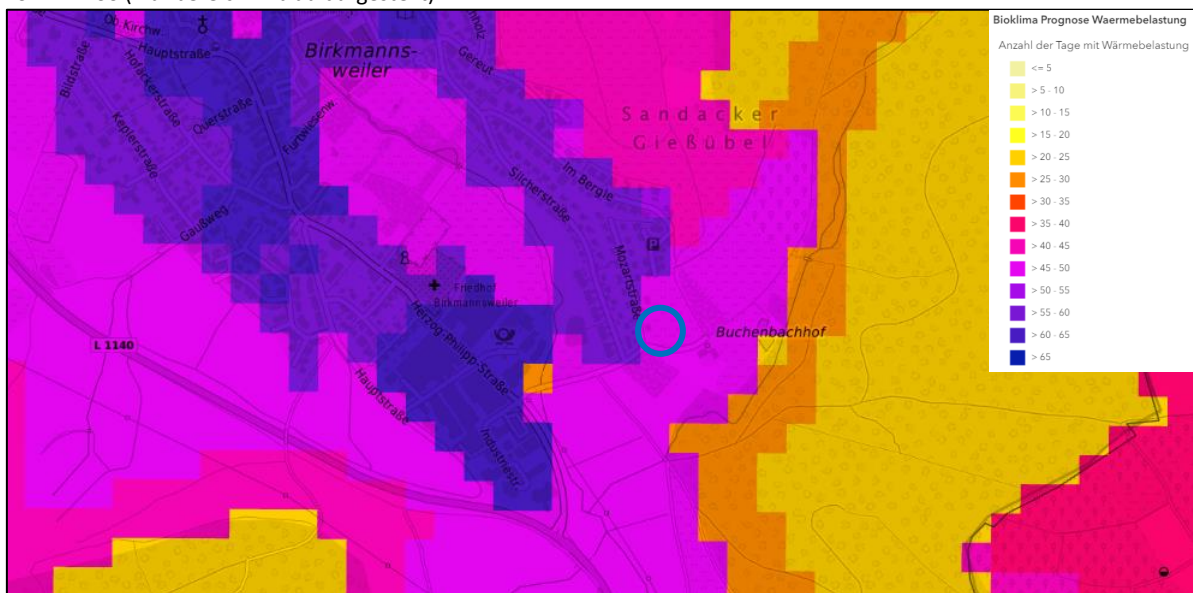 Bioklima Prognose Waermebelastung
Anzahl der Tage mit Wärmebelastung
<= 5
> 5 - 10
> 10 - 15
> 15 - 20
> 20 - 25
> 25 - 30
> 30 - 35
> 35 - 40
> 40 - 45
> 45 - 50
> 50 - 55
> 55 - 60
> 60 - 65
> 65
Ob. Kirchw.
Hauptstraße
Birkmanns-
weiler
Gereut
Bildstraße
Hofäckerstraße
Querstraße
Keplerstraße
Furtwiesenw.
Sandacker
Gießübel
Im Bergle
Silcherstraße
Gaußweg
P
Mozartstraße
Friedhof
Birkmannsweiler
Herzog-Philipp-Straße
Buchenbachhof
L 1140
Hauptstraße
Industriestr.